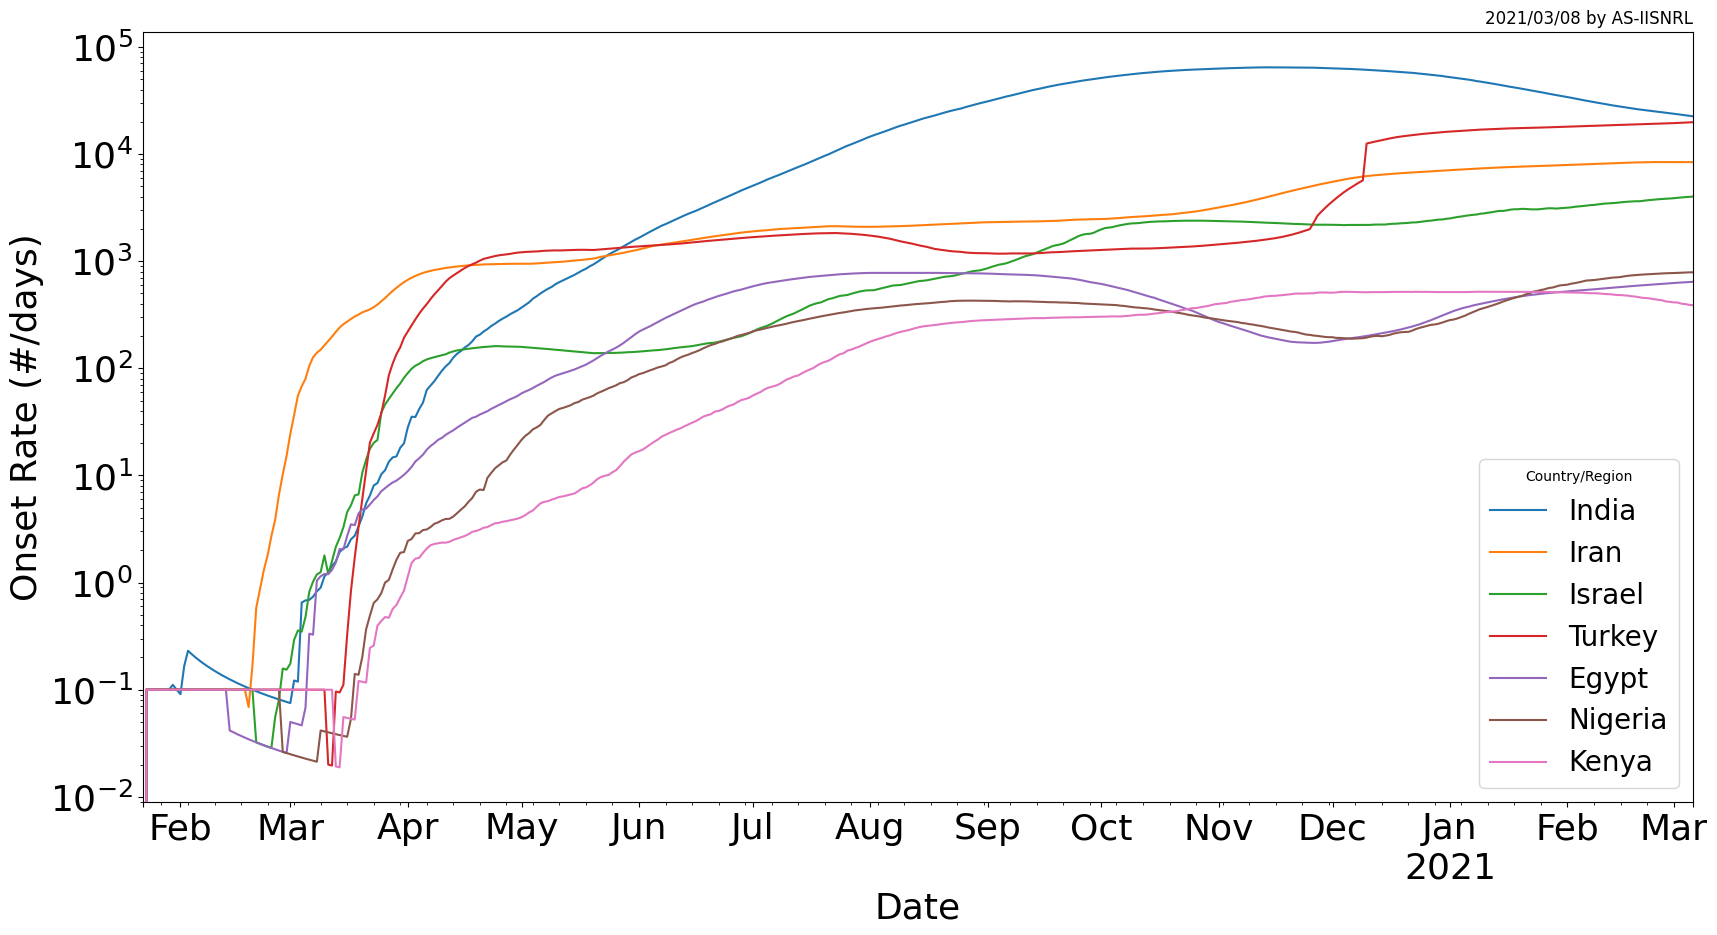 2021/03/08 by AS-IISNRL
10^5
10^4
10^3
10^2
10^1
10^0
10^−1
10^−2
Onset Rate (#/days)
Country/Region
India
Iran
Israel
Turkey
Egypt
Nigeria
Kenya
Feb Mar Apr May Jun Jul Aug Sep Oct Nov Dec Jan Feb Mar
2021
Date